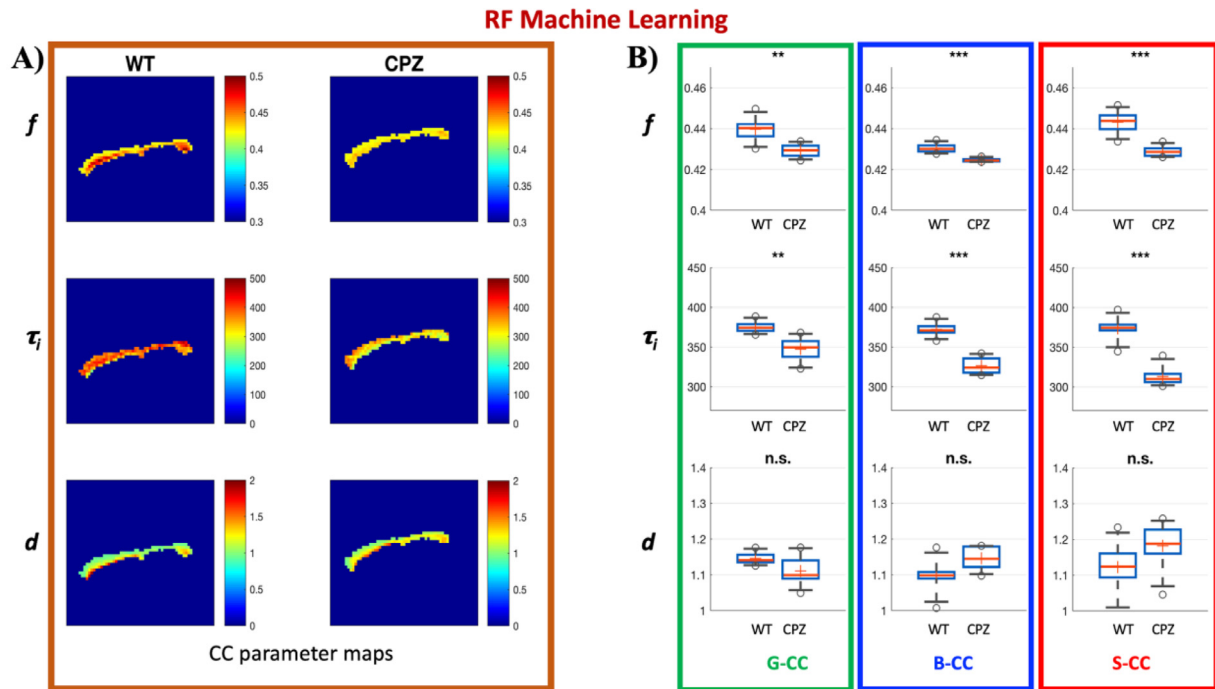 RF Machine Learning
A)
WT
CPZ
f
0.5
0.45
0.4
0.35
0.3
0.5
0.45
0.4
0.35
0.3
τi
500
400
300
200
100
0
500
400
300
200
100
0
d
2
1.5
1
0.5
0
2
1.5
1
0.5
0
CC parameter maps
B)
f
**
0.46
0.44
0.42
0.4
WT CPZ
***
0.46
0.44
0.42
0.4
WT CPZ
***
0.46
0.44
0.42
0.4
WT CPZ
τi
**
450
400
350
300
WT CPZ
***
450
400
350
300
WT CPZ
***
450
400
350
300
WT CPZ
d
n.s.
1.4
1.3
1.2
1.1
1
WT CPZ
n.s.
1.4
1.3
1.2
1.1
1
WT CPZ
n.s.
1.4
1.3
1.2
1.1
1
WT CPZ
G-CC
B-CC
S-CC